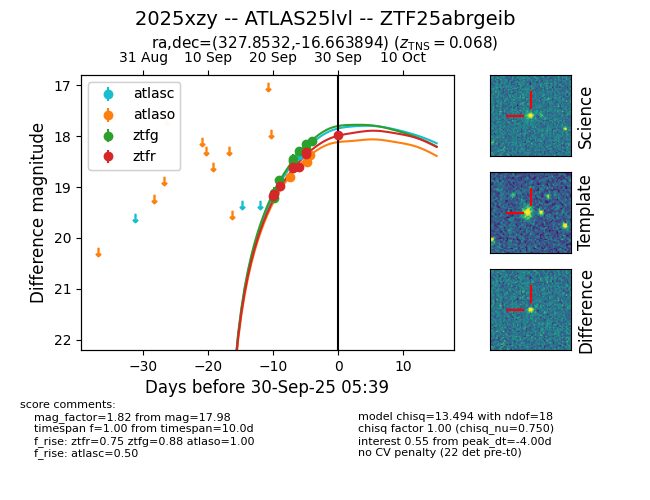 2025xzy -- ATLAS25lvl -- ZTF25abrgeib
ra,dec=(327.8532,-16.663894) (z_TNS = 0.068)
31 Aug 10 Sep 20 Sep 30 Sep 10 Oct
17
18
19
20
21
22
Difference magnitude
atlasc
atlaso
ztfg
ztfr
−30 −20 −10 0 10
Days before 30-Sep-25 05:39
Science
Template
Difference
score comments:
mag_factor=1.82 from mag=17.98
timespan f=1.00 from timespan=10.0d
f_rise: ztfr=0.75 ztfg=0.88 atlaso=1.00
f_rise: atlasc=0.50
model chisq=13.494 with ndof=18
chisq factor 1.00 (chisq_nu=0.750)
interest 0.55 from peak_dt=-4.00d
no CV penalty (22 det pre-t0)